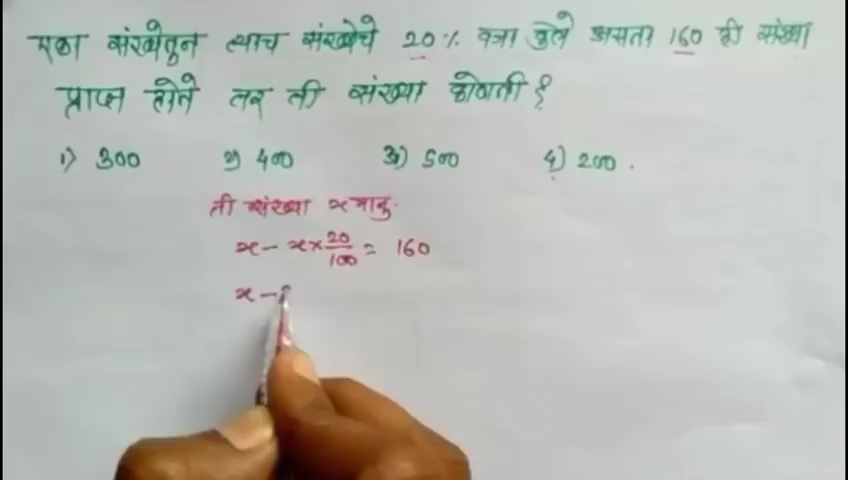 एका संख्येतून त्याच संख्येचे 20% वजा केले असता 160 ही संख्या
प्राप्त होते तर ती संख्या कोणती?
1) 300 2) 400 3) 500 4) 200.
ती संख्या x मानू.
x - x × 20/100 = 160
x -